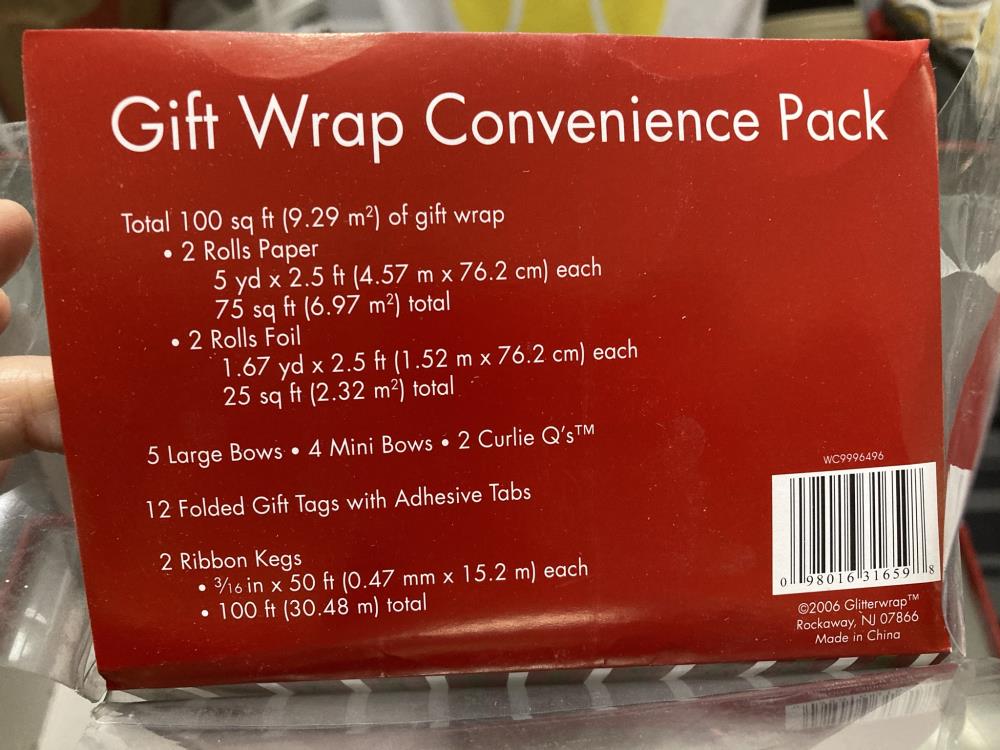 Gift Wrap Convenience Pack
Total 100 sq ft (9.29 m²) of gift wrap
• 2 Rolls Paper
5 yd x 2.5 ft (4.57 m x 76.2 cm) each
75 sq ft (6.97 m²) total
• 2 Rolls Foil
1.67 yd x 2.5 ft (1.52 m x 76.2 cm) each
25 sq ft (2.32 m²) total
5 Large Bows • 4 Mini Bows • 2 Curlie Q's™
12 Folded Gift Tags with Adhesive Tabs
2 Ribbon Kegs
• 3/16 in x 50 ft (0.47 mm x 15.2 m) each
• 100 ft (30.48 m) total
WC9996496
0 98016 31659 8
©2006 Glitterwrap™
Rockaway, NJ 07866
Made in China